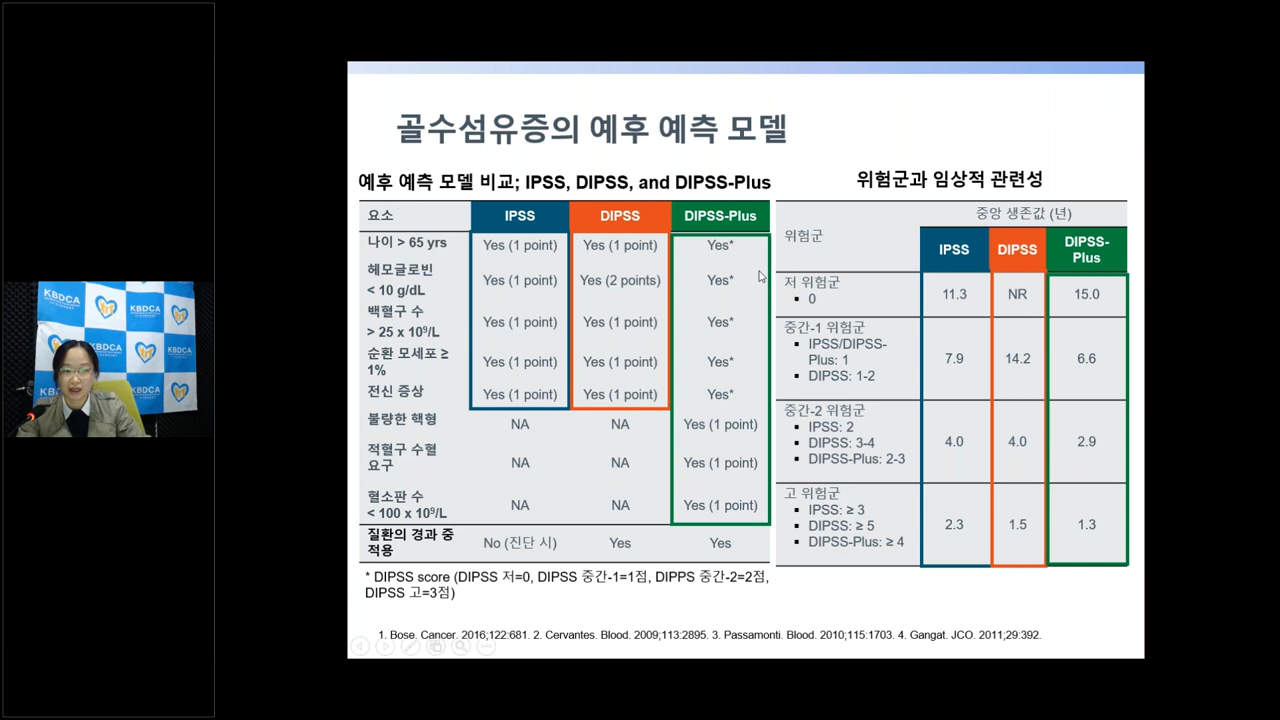 골수섬유증의 예후 예측 모델
예후 예측 모델 비교; IPSS, DIPSS, and DIPSS-Plus
요소 IPSS DIPSS DIPSS-Plus
나이 > 65 yrs Yes (1 point) Yes (1 point) Yes*
헤모글로빈
< 10 g/dL Yes (1 point) Yes (2 points) Yes*
백혈구 수
> 25 x 10⁹/L Yes (1 point) Yes (1 point) Yes*
순환 모세포 ≥
1% Yes (1 point) Yes (1 point) Yes*
전신 증상 Yes (1 point) Yes (1 point) Yes*
불량한 핵형 NA NA Yes (1 point)
적혈구 수혈
요구 NA NA Yes (1 point)
혈소판 수
< 100 x 10⁹/L NA NA Yes (1 point)
질환의 경과 중
적용 No (진단 시) Yes Yes
* DIPSS score (DIPSS 저=0, DIPSS 중간-1=1점, DIPPS 중간-2=2점,
DIPSS 고=3점)
위험군과 임상적 관련성
위험군
중앙 생존값 (년)
IPSS DIPSS DIPSS-
Plus
저 위험군
▪ 0
11.3 NR 15.0
중간-1 위험군
▪ IPSS/DIPSS-
Plus: 1
▪ DIPSS: 1-2
7.9 14.2 6.6
중간-2 위험군
▪ IPSS: 2
▪ DIPSS: 3-4
▪ DIPSS-Plus: 2-3
4.0 4.0 2.9
고 위험군
▪ IPSS: ≥ 3
▪ DIPSS: ≥ 5
▪ DIPSS-Plus: ≥ 4
2.3 1.5 1.3
1. Bose. Cancer. 2016;122:681. 2. Cervantes. Blood. 2009;113:2895. 3. Passamonti. Blood. 2010;115:1703. 4. Gangat. JCO. 2011;29:392.
KBDCA
KBDCA
KBDCA